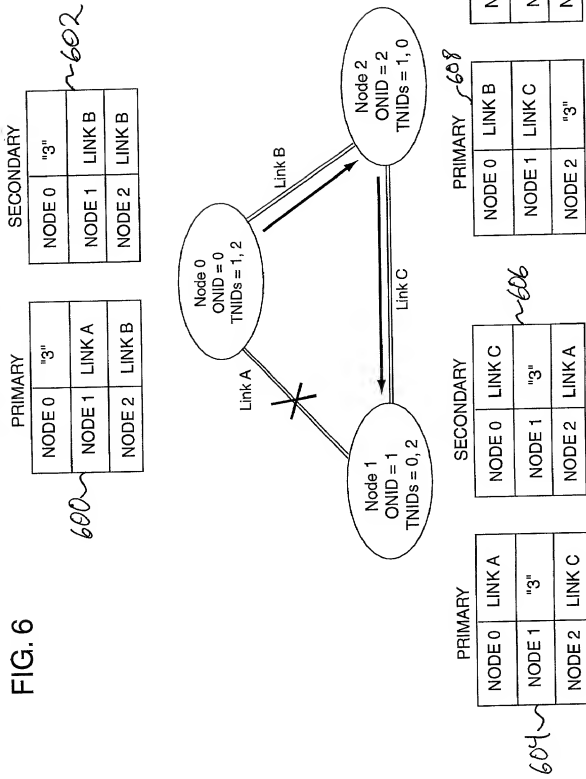 FIG. 6
PRIMARY
600
NODE 0 "3"
NODE 1 LINK A
NODE 2 LINK B
SECONDARY
602
NODE 0 "3"
NODE 1 LINK B
NODE 2 LINK B
Node 0
ONID = 0
TNIDs = 1, 2
Link A
Link B
Node 1
ONID = 1
TNIDs = 0, 2
Link C
Node 2
ONID = 2
TNIDs = 1, 0
PRIMARY
604
NODE 0 LINK A
NODE 1 "3"
NODE 2 LINK C
SECONDARY
606
NODE 0 LINK C
NODE 1 "3"
NODE 2 LINK A
PRIMARY
608
NODE 0 LINK B
NODE 1 LINK C
NODE 2 "3"